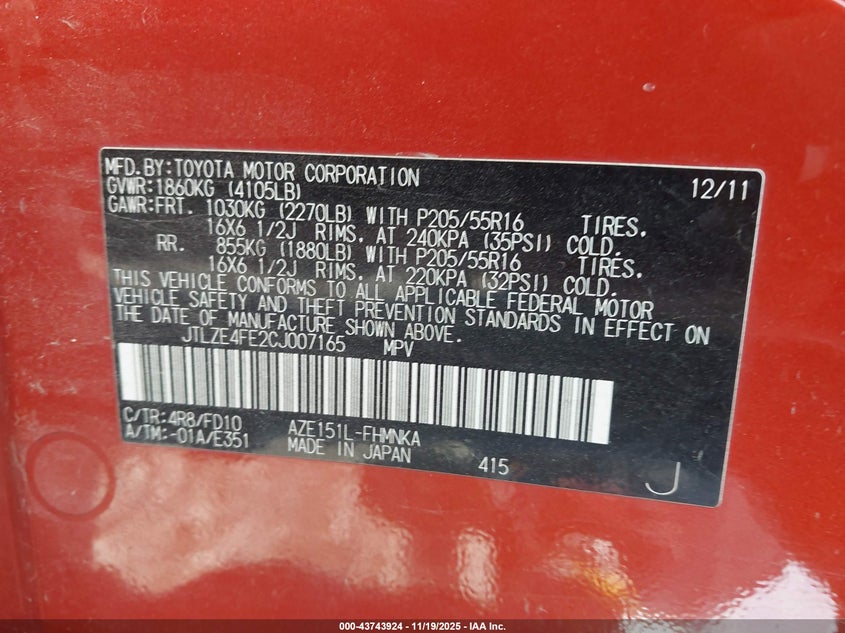 MFD.BY:TOYOTA MOTOR CORPORATION 12/11
GVWR:1860KG (4105LB)
GAWR:FRT. 1030KG (2270LB) WITH P205/55R16 TIRES.
16X6 1/2J RIMS. AT 240KPA (35PSI) COLD.
RR. 855KG (1880LB) WITH P205/55R16 TIRES.
16X6 1/2J RIMS. AT 220KPA (32PSI) COLD.
THIS VEHICLE CONFORMS TO ALL APPLICABLE FEDERAL MOTOR
VEHICLE SAFETY AND THEFT PREVENTION STANDARDS IN EFFECT ON
THE DATE OF MANUFACTURE SHOWN ABOVE.
JTLZE4FE2CJ007165 MPV
C/TR:4R8/FD10 AZE151L-FHMNKA
A/TM:-01A/E351 MADE IN JAPAN 415 J
000-43743924 - 11/19/2025 - IAA Inc.